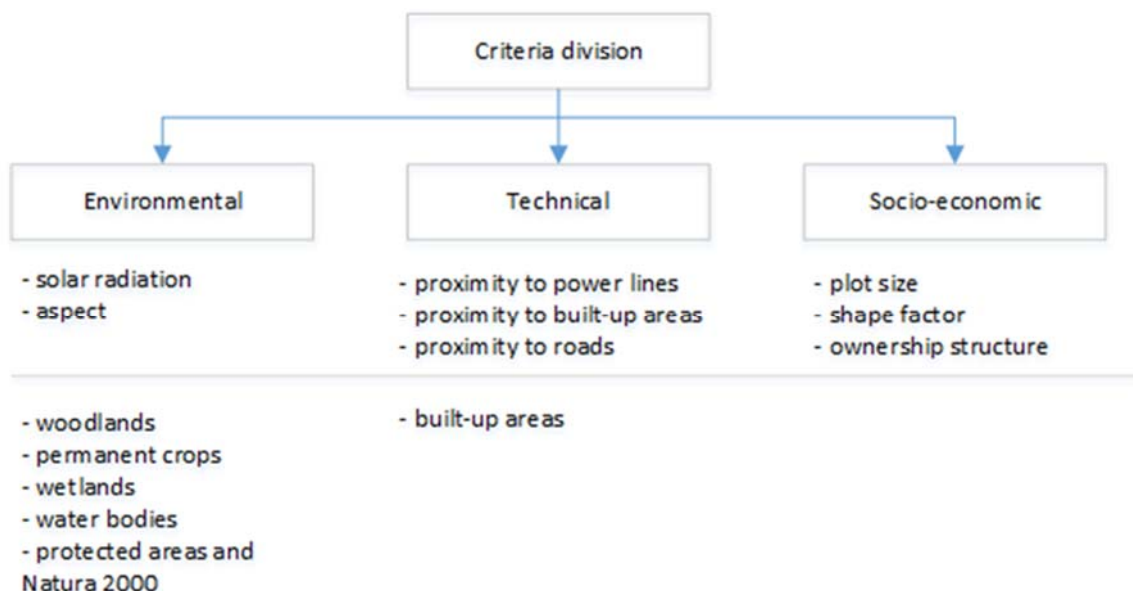 Criteria division
Environmental
Technical
Socio-economic
- solar radiation
- aspect
- proximity to power lines
- proximity to built-up areas
- proximity to roads
- plot size
- shape factor
- ownership structure
- woodlands
- permanent crops
- wetlands
- water bodies
- protected areas and
Natura 2000
- built-up areas